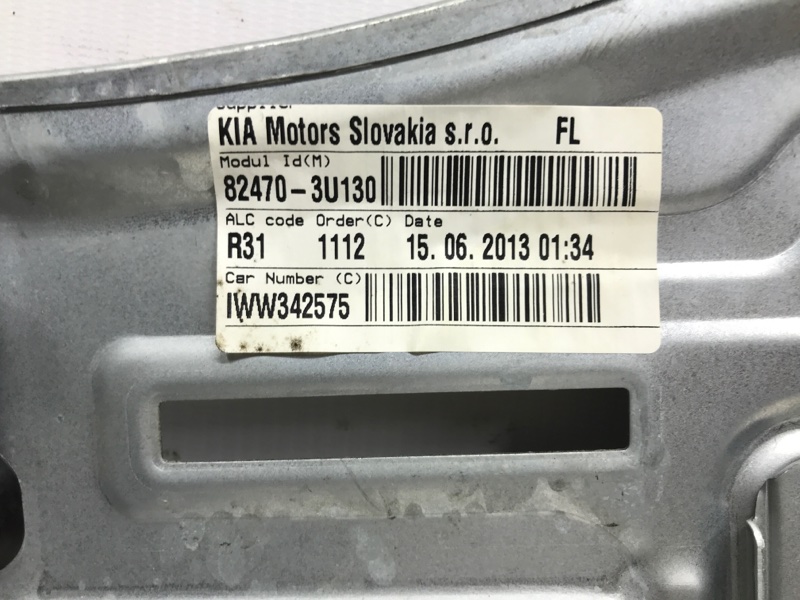 Supplier
KIA Motors Slovakia s.r.o. FL
Modul Id(M)
82470-3U130
ALC code Order(C) Date
R31 1112 15. 06. 2013 01:34
Car Number (C)
IWW342575